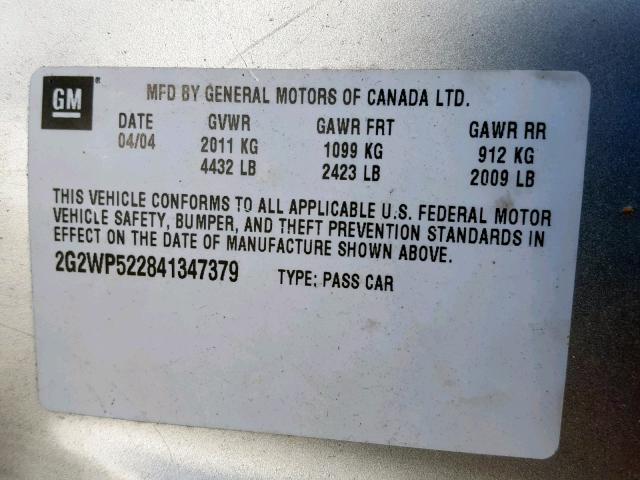 GM®
MFD BY GENERAL MOTORS OF CANADA LTD.
DATE GVWR GAWR FRT GAWR RR
04/04 2011 KG 1099 KG 912 KG
4432 LB 2423 LB 2009 LB
THIS VEHICLE CONFORMS TO ALL APPLICABLE U.S. FEDERAL MOTOR
VEHICLE SAFETY, BUMPER, AND THEFT PREVENTION STANDARDS IN
EFFECT ON THE DATE OF MANUFACTURE SHOWN ABOVE.
2G2WP522841347379 TYPE: PASS CAR